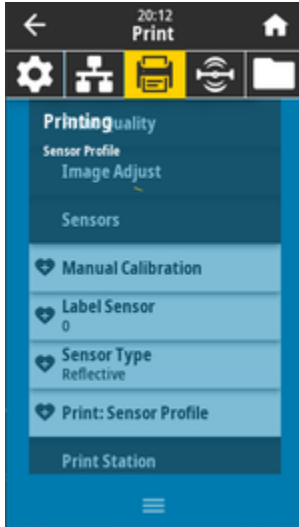 20:12
Print
Printing
Quality
Sensor Profile
Image Adjust
Sensors
Manual Calibration
Label Sensor
0
Sensor Type
Reflective
Print: Sensor Profile
Print Station